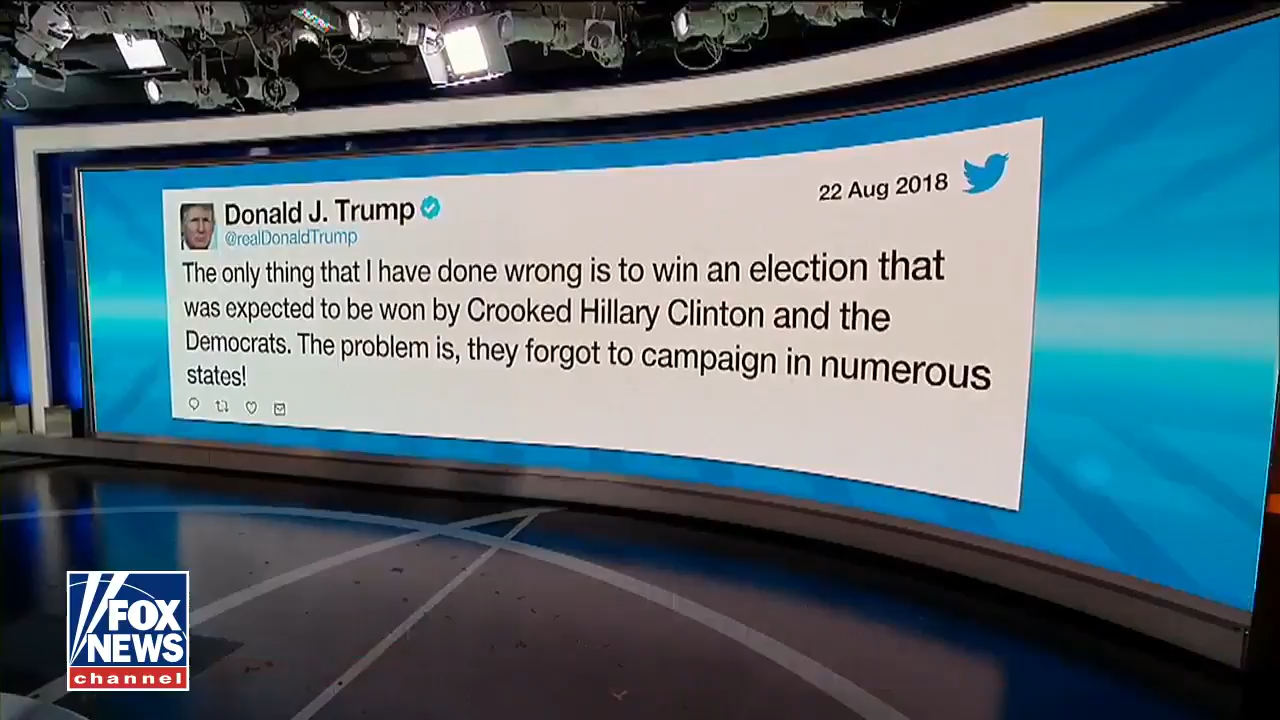 22 Aug 2018
Donald J. Trump
@realDonaldTrump
The only thing that I have done wrong is to win an election that
was expected to be won by Crooked Hillary Clinton and the
Democrats. The problem is, they forgot to campaign in numerous
states!
FOX
NEWS
channel